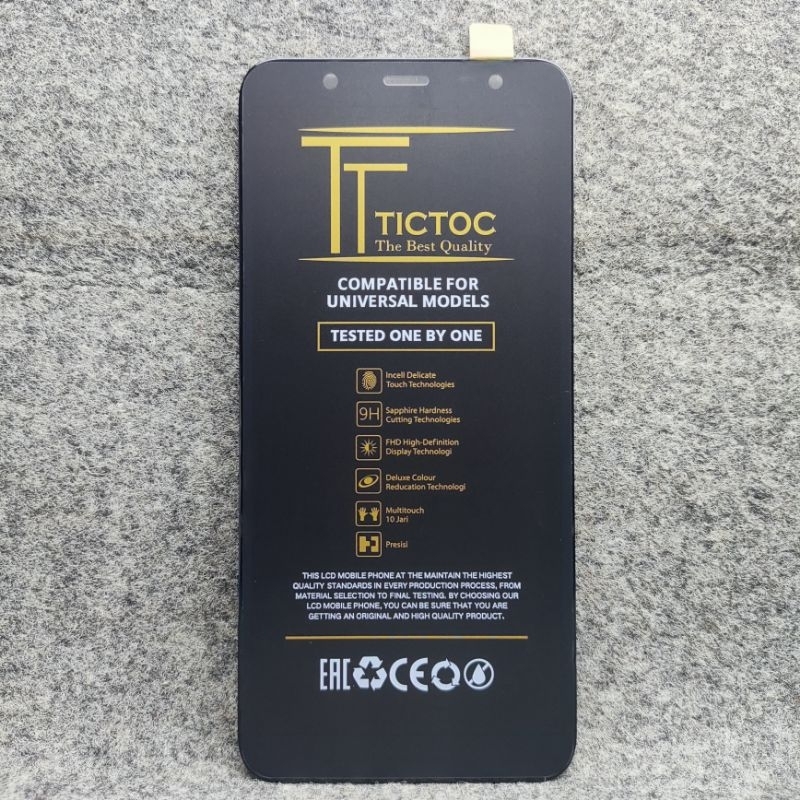 TT
TICTOC
The Best Quality
COMPATIBLE FOR
UNIVERSAL MODELS
TESTED ONE BY ONE
Incell Delicate
Touch Technologies
9H
Sapphire Hardness
Cutting Technologies
FHD High-Definition
Display Technologi
Deluxe Colour
Reducation Technologi
Multitouch
10 Jari
Presisi
THIS LCD MOBILE PHONE AT THE MAINTAIN THE HIGHEST
QUALITY STANDARDS IN EVERY PRODUCTION PROCESS, FROM
MATERIAL SELECTION TO FINAL TESTING. BY CHOOSING OUR
LCD MOBILE PHONE, YOU CAN BE SURE THAT YOU ARE
GETTING AN ORIGINAL AND HIGH QUALITY PRODUCT.
EAC CE